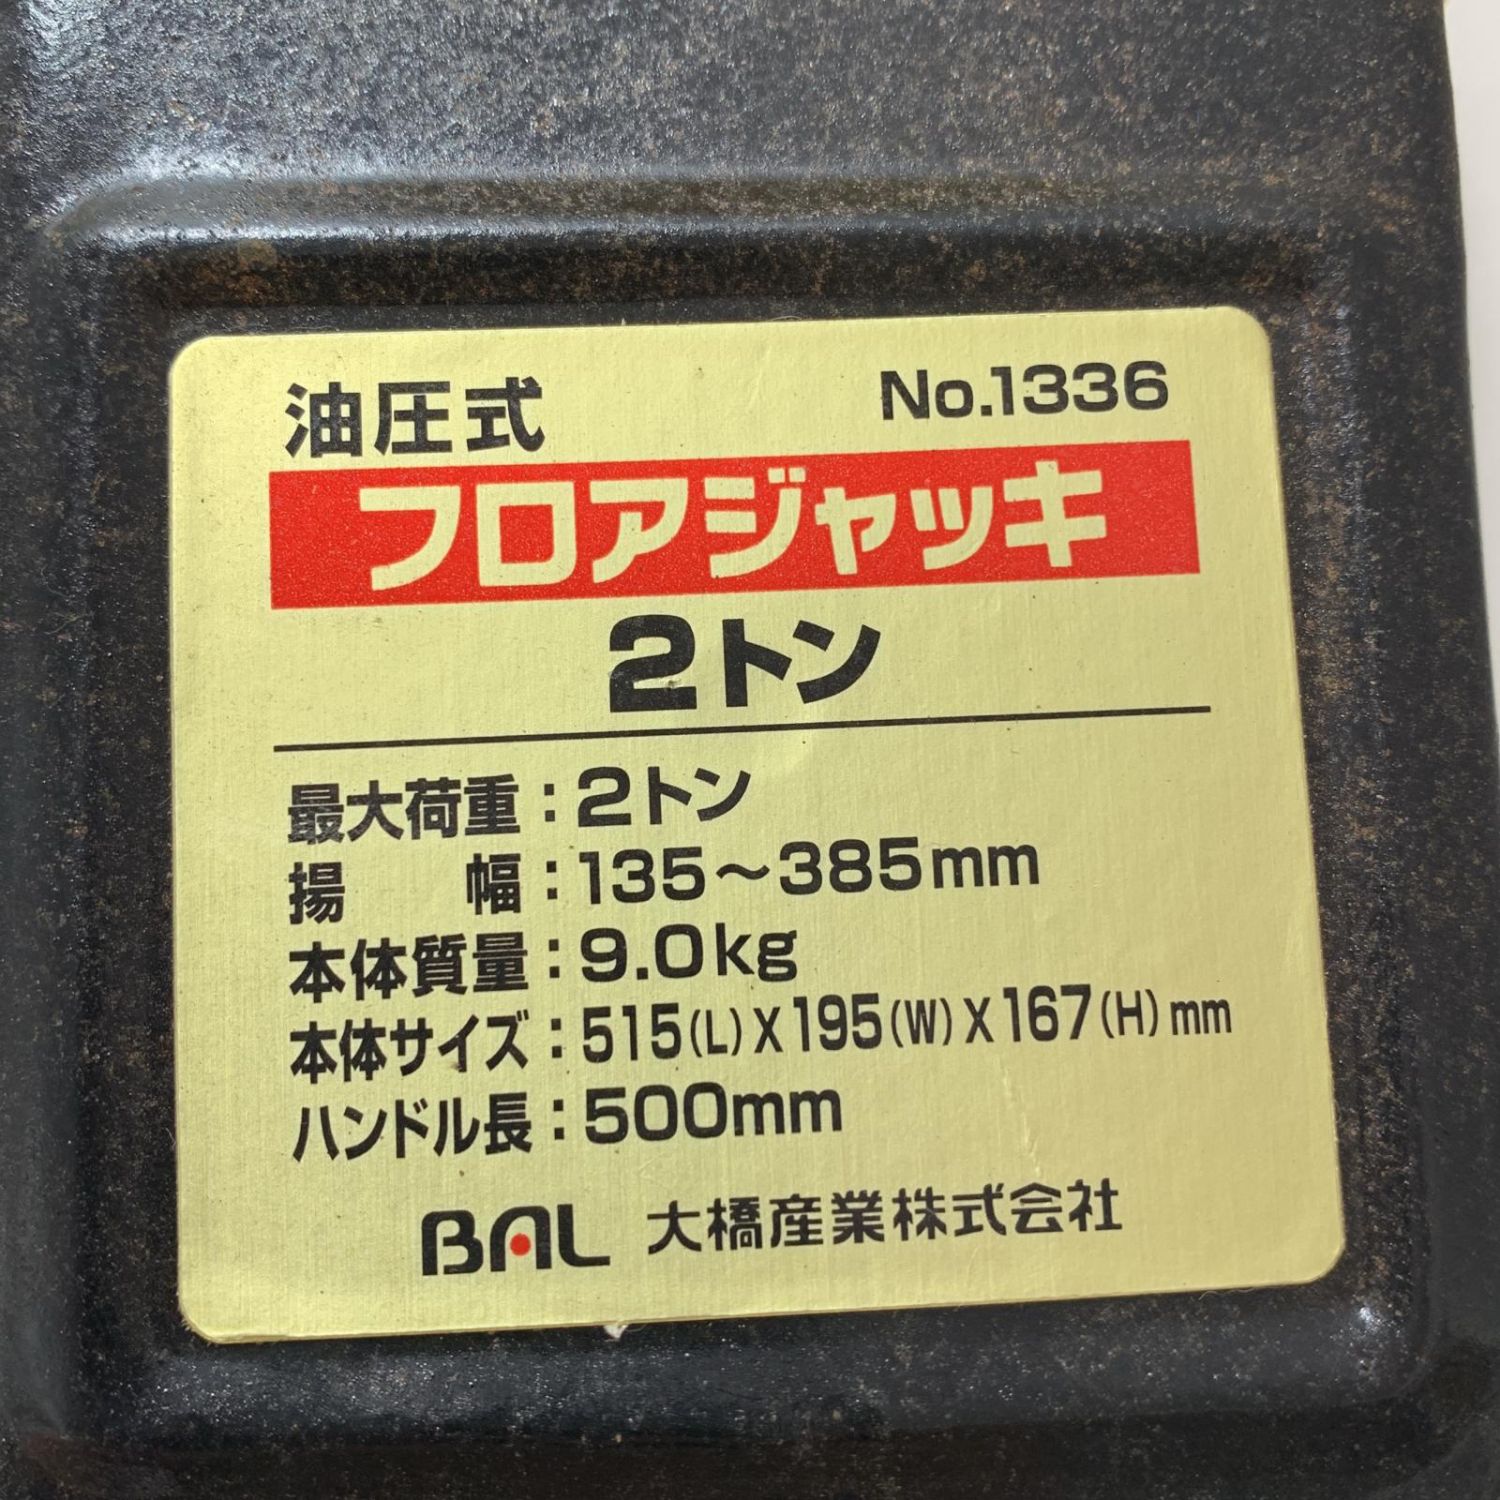 油圧式 No.1336
フロアジャッキ
2トン
最大荷重：2トン
揚 幅：135～385mm
本体質量：9.0kg
本体サイズ：515(L)X195(W)X167(H)mm
ハンドル長：500mm
BAL 大橋産業株式会社